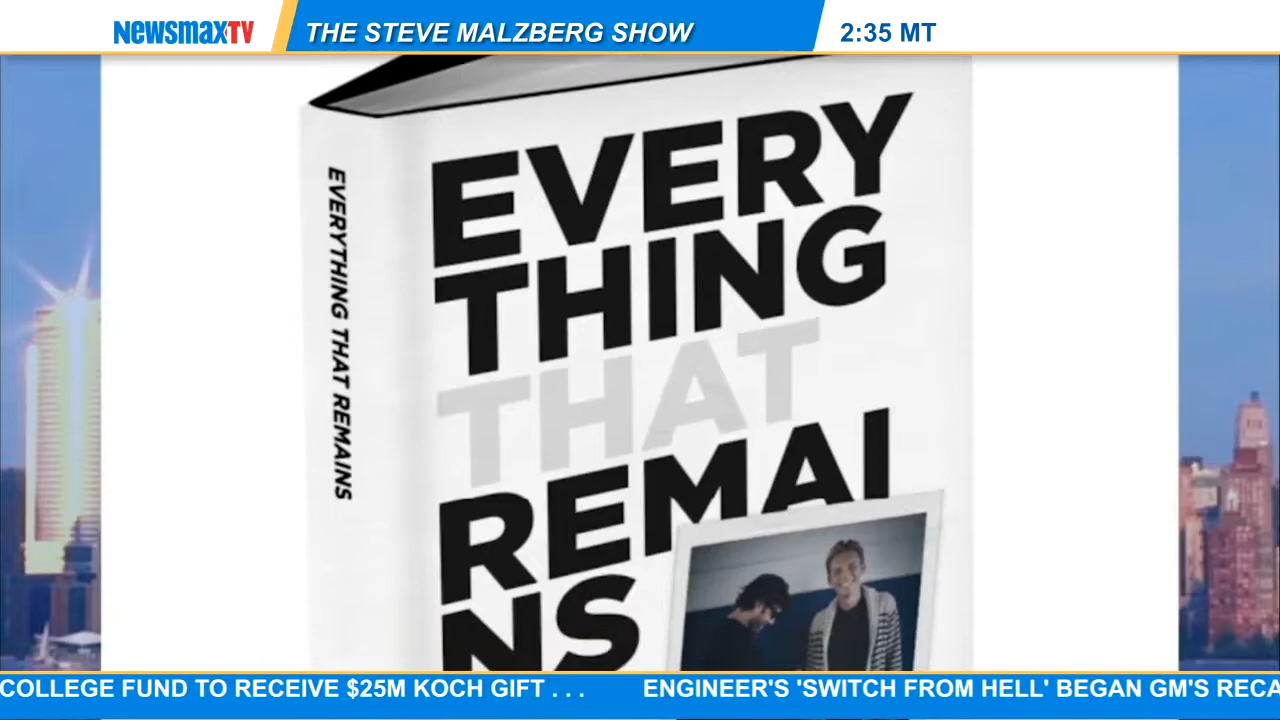 NEWSMAXTV
THE STEVE MALZBERG SHOW
2:35 MT
EVERYTHING THAT REMAINS
EVERY
THING
THAT
REMAI
NS
COLLEGE FUND TO RECEIVE $25M KOCH GIFT . . .
ENGINEER'S 'SWITCH FROM HELL' BEGAN GM'S RECA